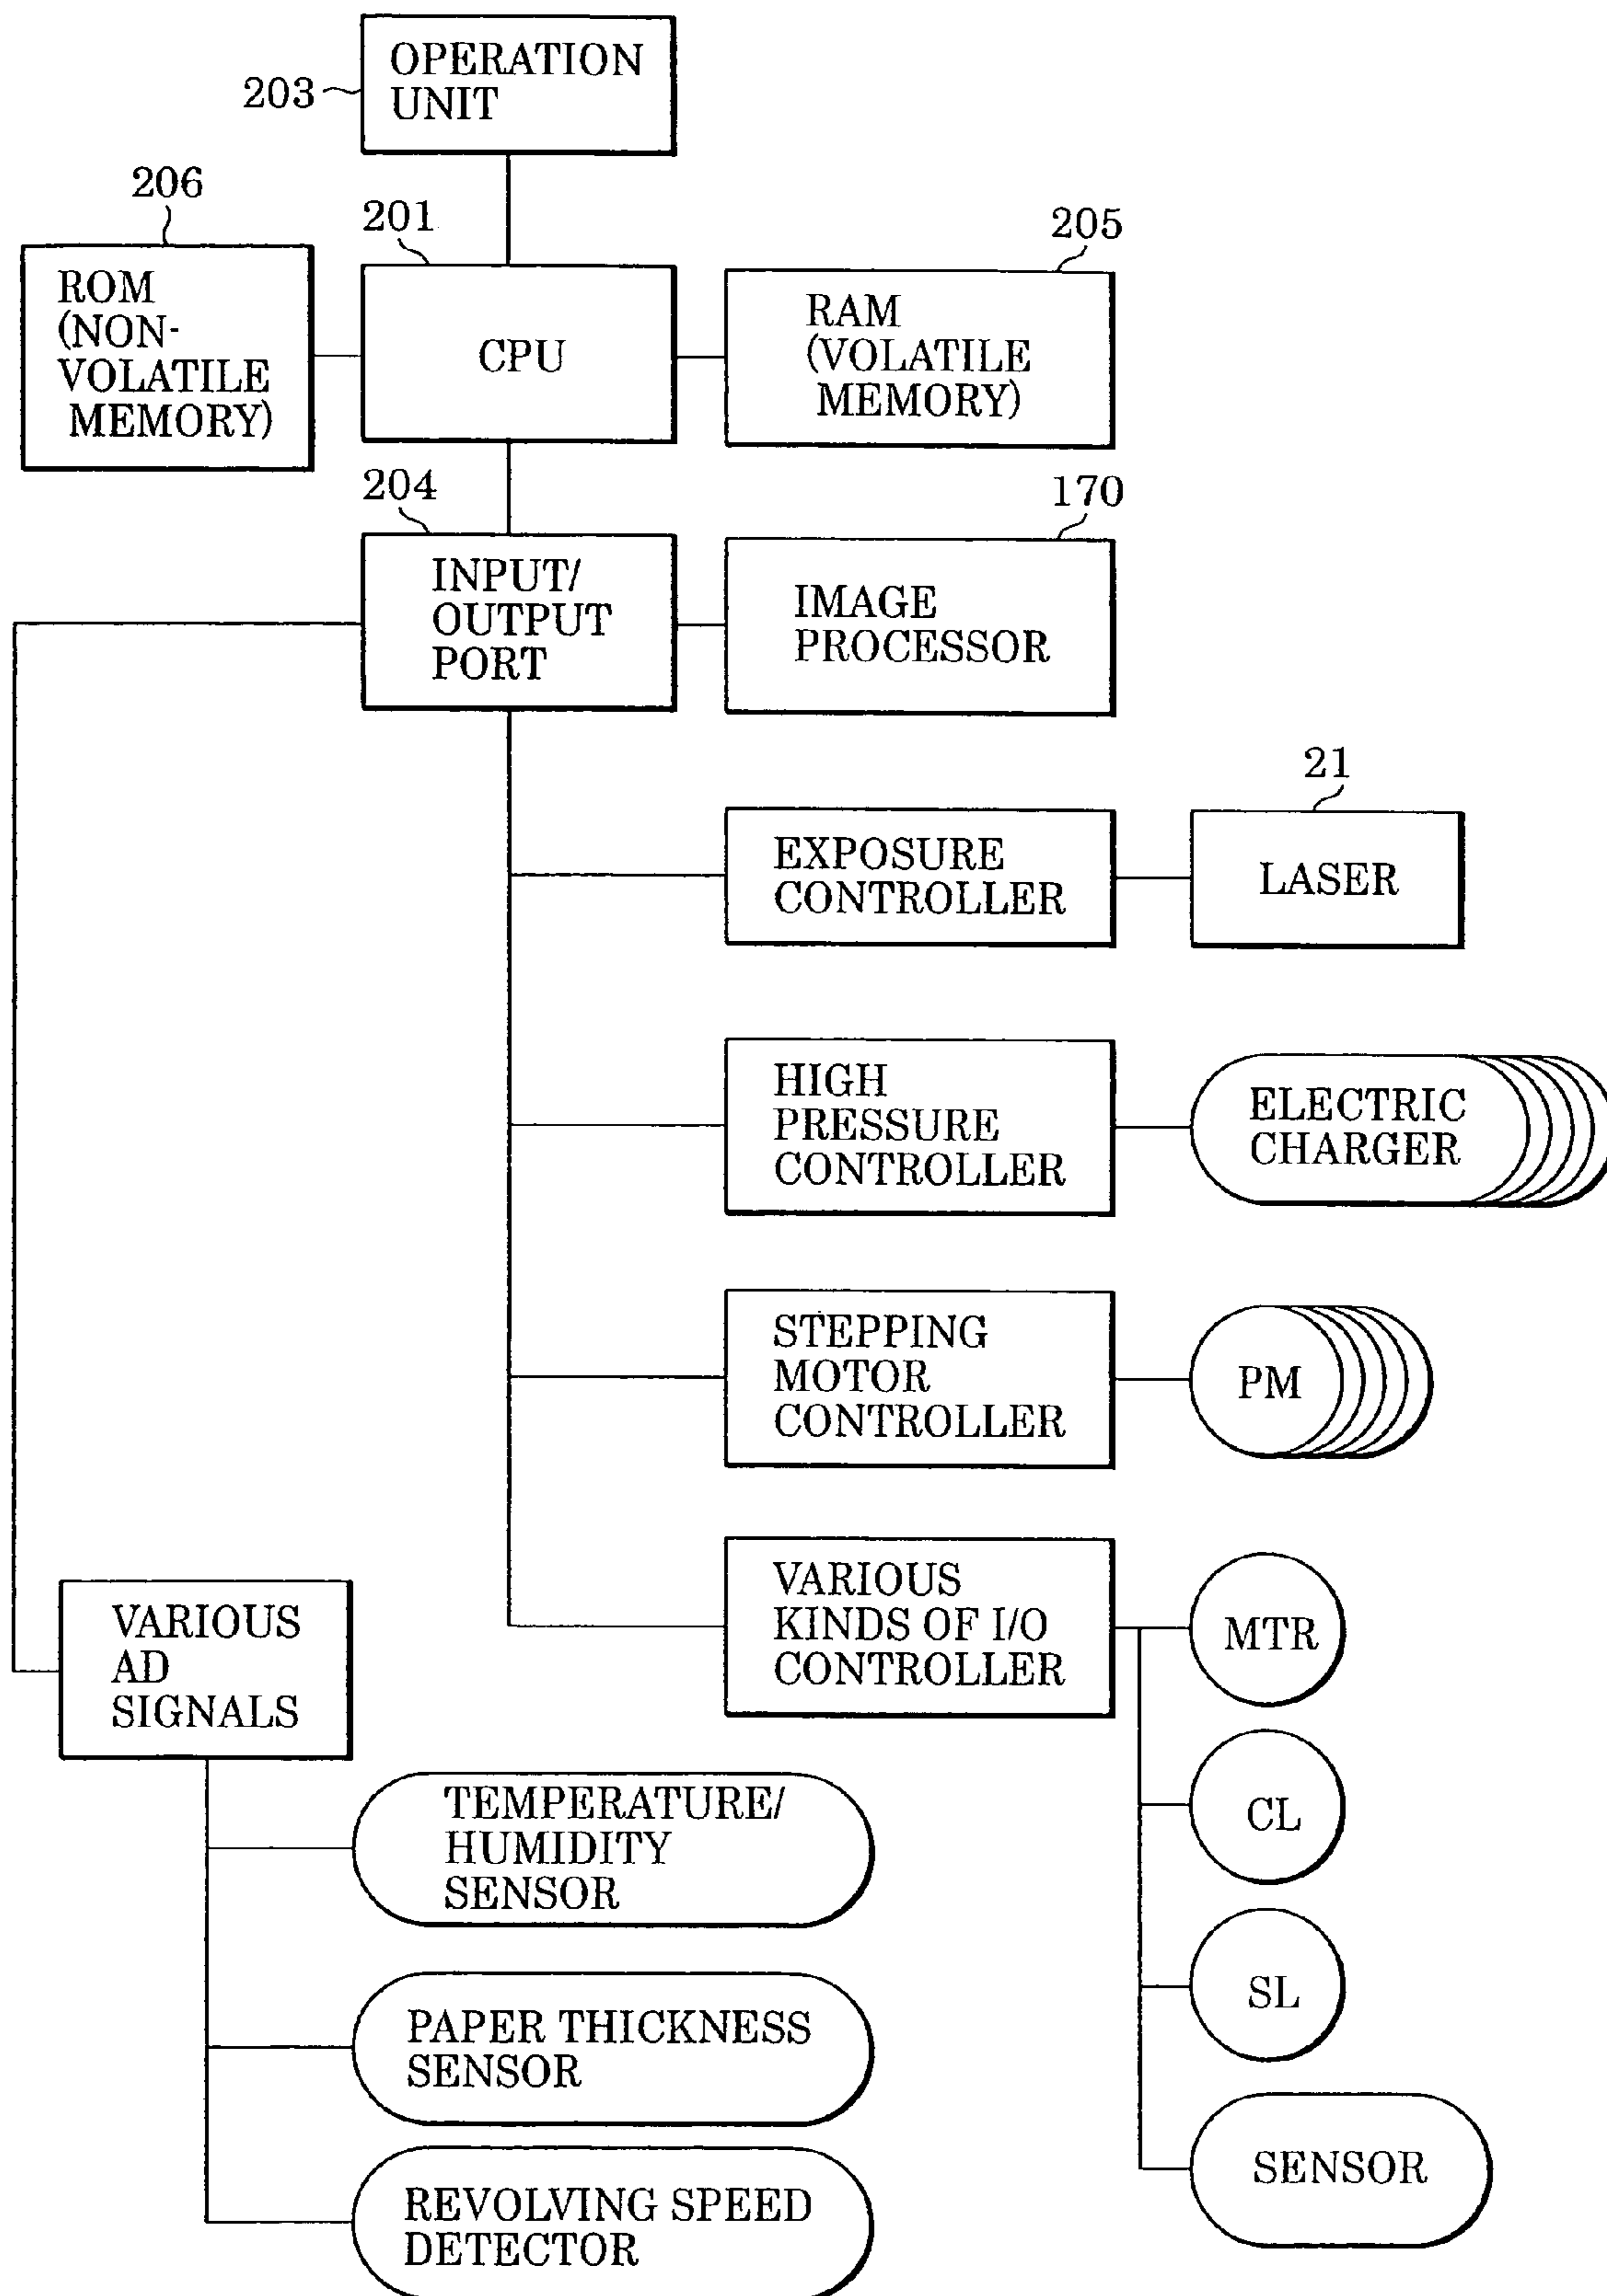 OPERATION
UNIT
203
206
201
205
ROM
(NON-
VOLATILE
MEMORY)
CPU
RAM
(VOLATILE
MEMORY)
204
170
INPUT/
OUTPUT
PORT
IMAGE
PROCESSOR
21
EXPOSURE
CONTROLLER
LASER
HIGH
PRESSURE
CONTROLLER
ELECTRIC
CHARGER
STEPPING
MOTOR
CONTROLLER
PM
VARIOUS
KINDS OF I/O
CONTROLLER
MTR
CL
SL
SENSOR
VARIOUS
AD
SIGNALS
TEMPERATURE/
HUMIDITY
SENSOR
PAPER THICKNESS
SENSOR
REVOLVING SPEED
DETECTOR